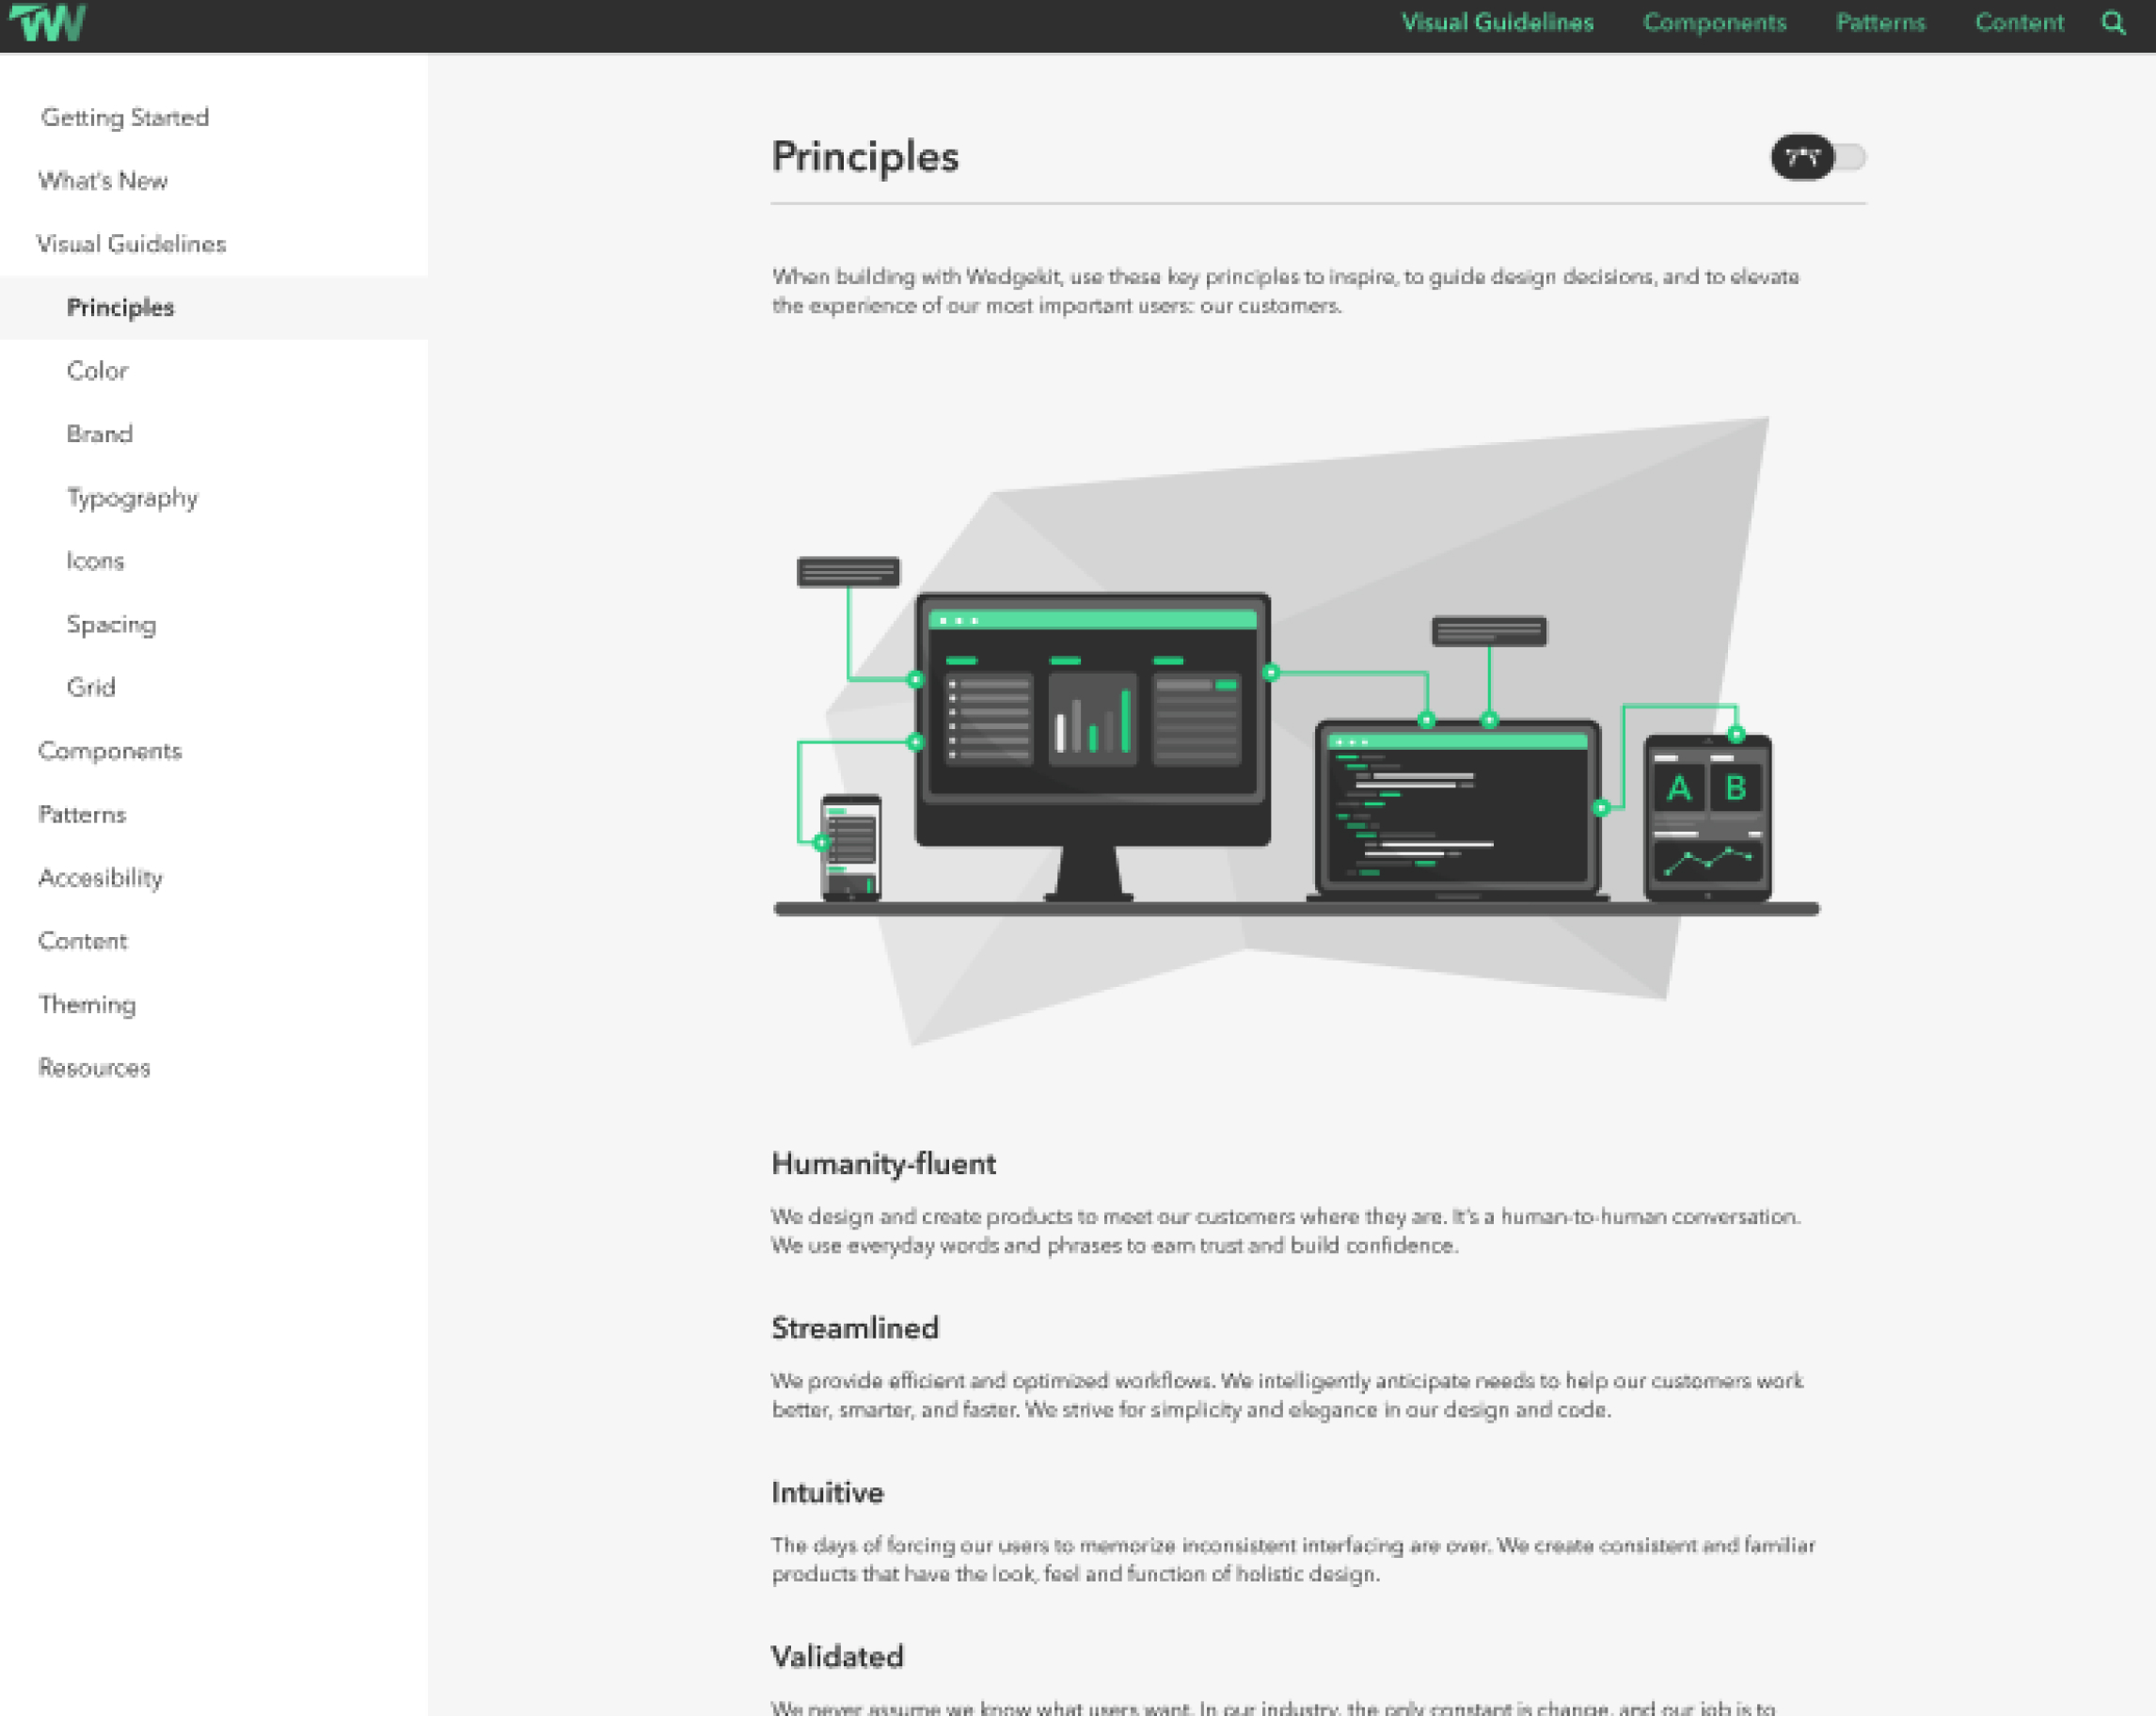 W
Visual Guidelines
Components
Patterns
Content
Getting Started
What's New
Visual Guidelines
Principles
Color
Brand
Typography
Icons
Spacing
Grid
Components
Patterns
Accesibility
Content
Theming
Resources
Principles
When building with Wedgekit, use these key principles to inspire, to guide design decisions, and to elevate
the experience of our most important users: our customers.
A B
Humanity-fluent
We design and create products to meet our customers where they are. It's a human-to-human conversation.
We use everyday words and phrases to earn trust and build confidence.
Streamlined
We provide efficient and optimized workflows. We intelligently anticipate needs to help our customers work
better, smarter, and faster. We strive for simplicity and elegance in our design and code.
Intuitive
The days of forcing our users to memorize inconsistent interfacing are over. We create consistent and familiar
products that have the look, feel and function of holistic design.
Validated
We never assume we know what users want. In our industry, the only constant is change, and our job is to